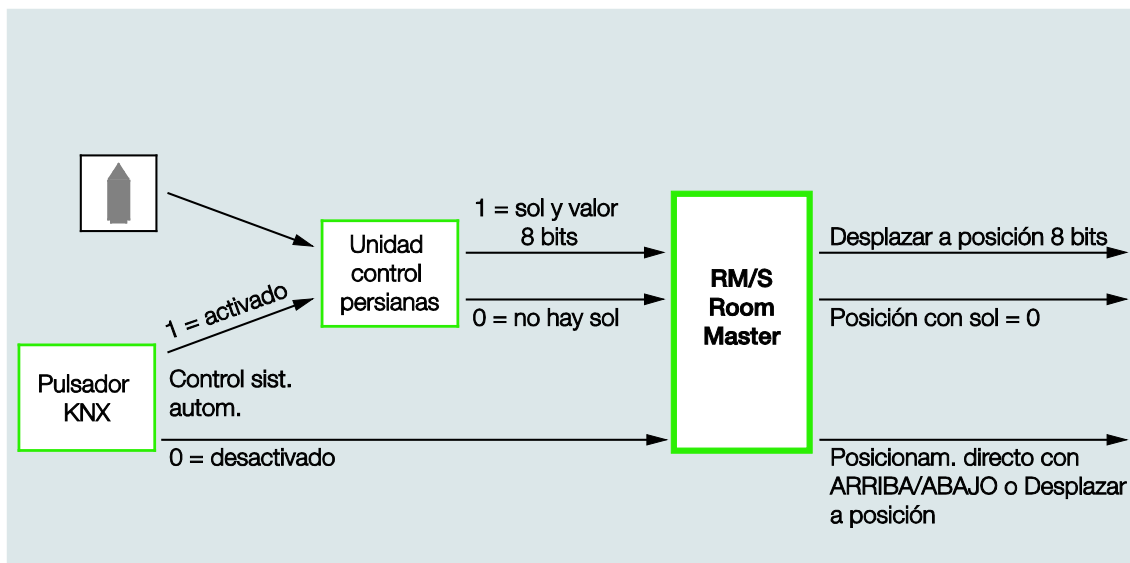 1 = sol y valor
8 bits
Unidad
control
persianas
Desplazar a posición 8 bits
RM/S
Room
Master
1 = activado
0 = no hay sol
Posición con sol = 0
Pulsador
KNX
Control sist.
autom.
0 = desactivado
Posicionam. directo con
ARRIBA/ABAJO o Desplazar
a posición